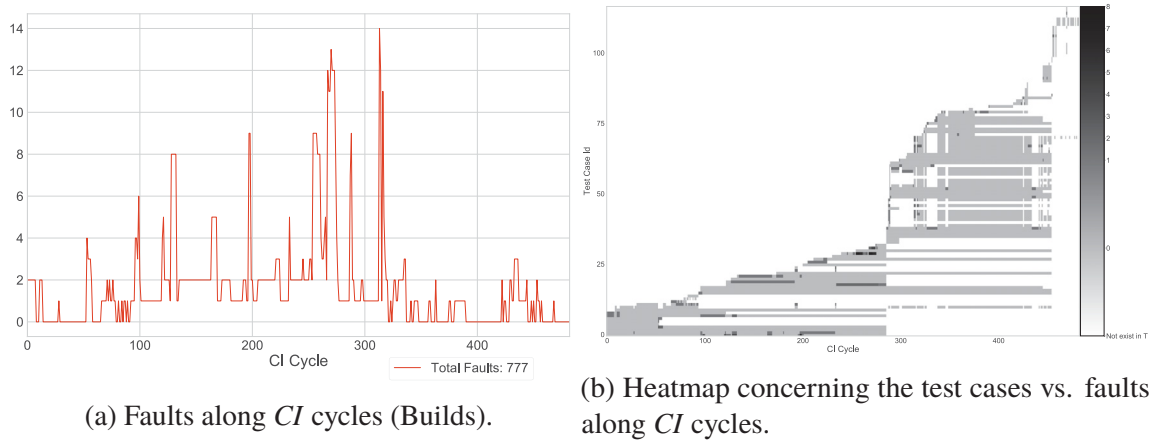 14
12
10
8
6
4
2
0
0 100 200 300 400
CI Cycle
Total Faults: 777
(a) Faults along CI cycles (Builds).
100
75
50
25
0
Test Case Id
0 100 200 300 400
CI Cycle
8
7
6
5
4
3
2
1
0
Not exist in T
(b) Heatmap concerning the test cases vs. faults
along CI cycles.